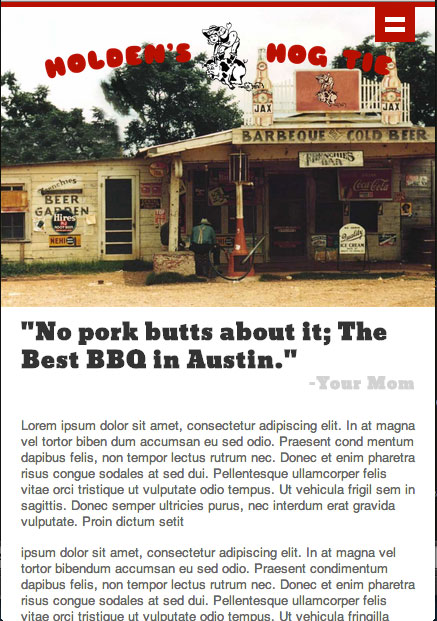 HOLDEN'S HOG TIE
JAX JAX
BARBEQUE COLD BEER
FRENCHIES
BAR
Frenchies
BEER
GARDEN
Hires
NEHI
Coca-Cola
Quality
ICE CREAM
"No pork butts about it; The
Best BBQ in Austin."
-Your Mom
Lorem ipsum dolor sit amet, consectetur adipiscing elit. In at magna
vel tortor biben dum accumsan eu sed odio. Praesent cond mentum
dapibus felis, non tempor lectus rutrum nec. Donec et enim pharetra
risus congue sodales at sed dui. Pellentesque ullamcorper felis
vitae orci tristique ut vulputate odio tempus. Ut vehicula frigil sem in
sagittis. Donec semper ultricies purus, nec interdum erat gravida
vulputate. Proin dictum setit
ipsum dolor sit amet, consectetur adipiscing elit. In at magna vel
tortor bibendum accumsan eu sed odio. Praesent condimentum
dapibus felis, non tempor lectus rutrum nec. Donec et enim pharetra
risus congue sodales at sed dui. Pellentesque ullamcorper felis
vitae orci tristique ut vulputate odio tempus. Ut vehicula fringilla